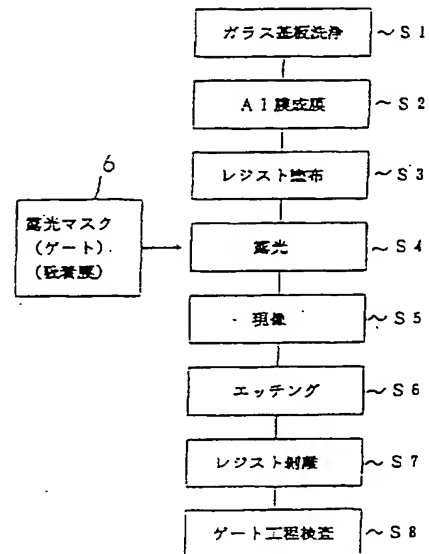 ガラス基板洗浄
~S1
Al膜成膜
~S2
レジスト塗布
~S3
6
露光マスク
(ゲート)
(吸着膜)
露光
~S4
現像
~S5
エッチング
~S6
レジスト剥離
~S7
ゲート工程検査
~S8